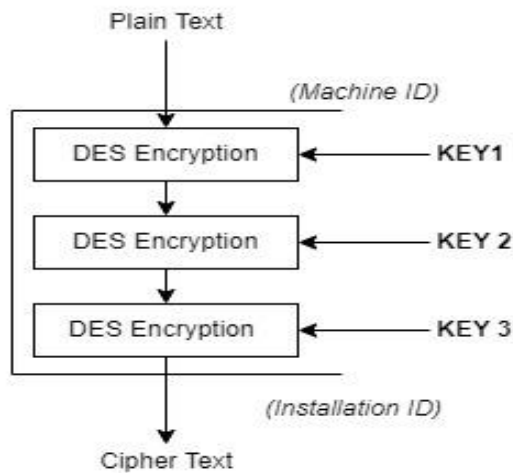 Plain Text
(Machine ID)
DES Encryption
KEY1
DES Encryption
KEY 2
DES Encryption
KEY 3
(Installation ID)
Cipher Text